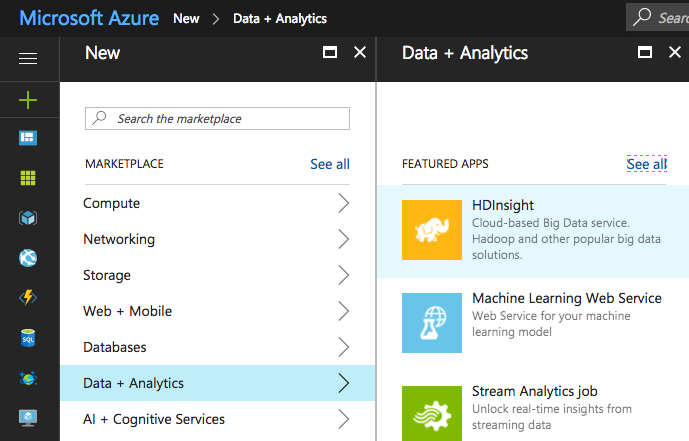 Microsoft Azure New > Data + Analytics
New
Search the marketplace
MARKETPLACE See all
Compute
Networking
Storage
Web + Mobile
Databases
Data + Analytics
AI + Cognitive Services
Data + Analytics
FEATURED APPS See all
HDInsight
Cloud-based Big Data service.
Hadoop and other popular big data
solutions.
Machine Learning Web Service
Web Service for your machine
learning model
Stream Analytics job
Unlock real-time insights from
streaming data
SQL